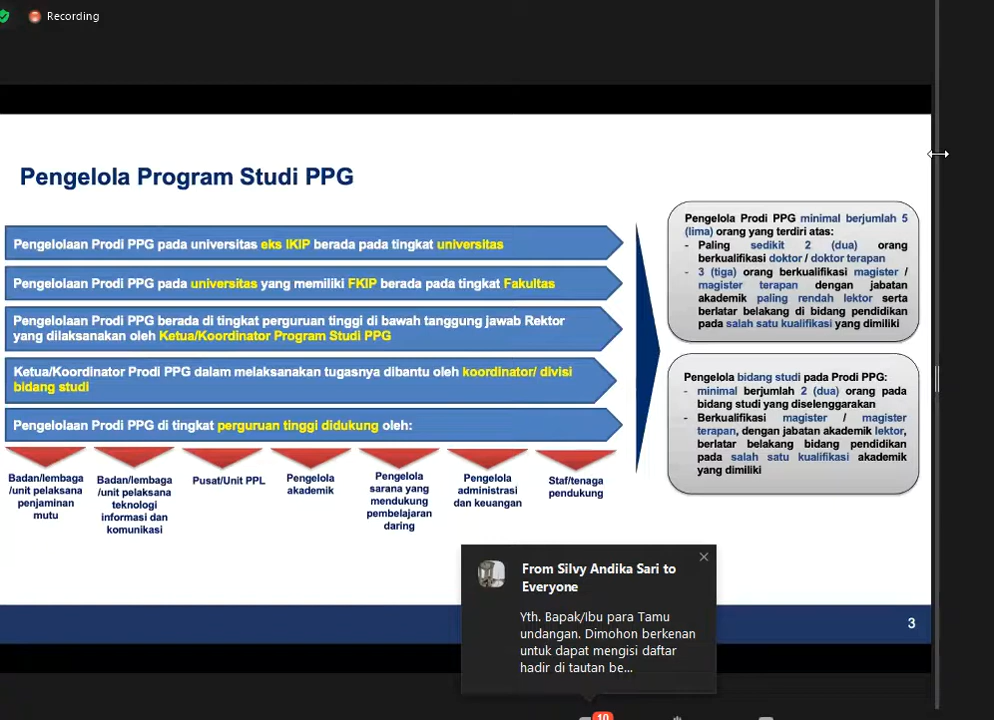 Recording
Pengelola Program Studi PPG
Pengelolaan Prodi PPG pada universitas eks IKIP berada pada tingkat universitas
Pengelolaan Prodi PPG pada universitas yang memiliki FKIP berada pada tingkat Fakultas
Pengelolaan Prodi PPG berada di tingkat perguruan tinggi di bawah tanggung jawab Rektor
yang dilaksanakan oleh Ketua/Koordinator Program Studi PPG
Ketua/Koordinator Prodi PPG dalam melaksanakan tugasnya dibantu oleh koordinator/ divisi
bidang studi
Pengelolaan Prodi PPG di tingkat perguruan tinggi didukung oleh:
Badan/lembaga
/unit pelaksana
penjaminan
mutu
Badan/lembaga
/unit pelaksana
teknologi
informasi dan
komunikasi
Pusat/Unit PPL
Pengelola
akademik
Pengelola
sarana yang
mendukung
pembelajaran
daring
Pengelola
administrasi
dan keuangan
Staf/tenaga
pendukung
Pengelola Prodi PPG minimal berjumlah 5
(lima) orang yang terdiri atas:
- Paling sedikit 2 (dua) orang
berkualifikasi doktor / doktor terapan
- 3 (tiga) orang berkualifikasi magister /
magister terapan dengan jabatan
akademik paling rendah lektor serta
berlatar belakang di bidang pendidikan
pada salah satu kualifikasi yang dimiliki
Pengelola bidang studi pada Prodi PPG:
- minimal berjumlah 2 (dua) orang pada
bidang studi yang diselenggarakan
- Berkualifikasi magister / magister
terapan, dengan jabatan akademik lektor,
berlatar belakang bidang pendidikan
pada salah satu kualifikasi akademik
yang dimiliki
From Silvy Andika Sari to
Everyone
Yth. Bapak/Ibu para Tamu
undangan. Dimohon berkenan
untuk dapat mengisi daftar
hadir di tautan be...
3
10